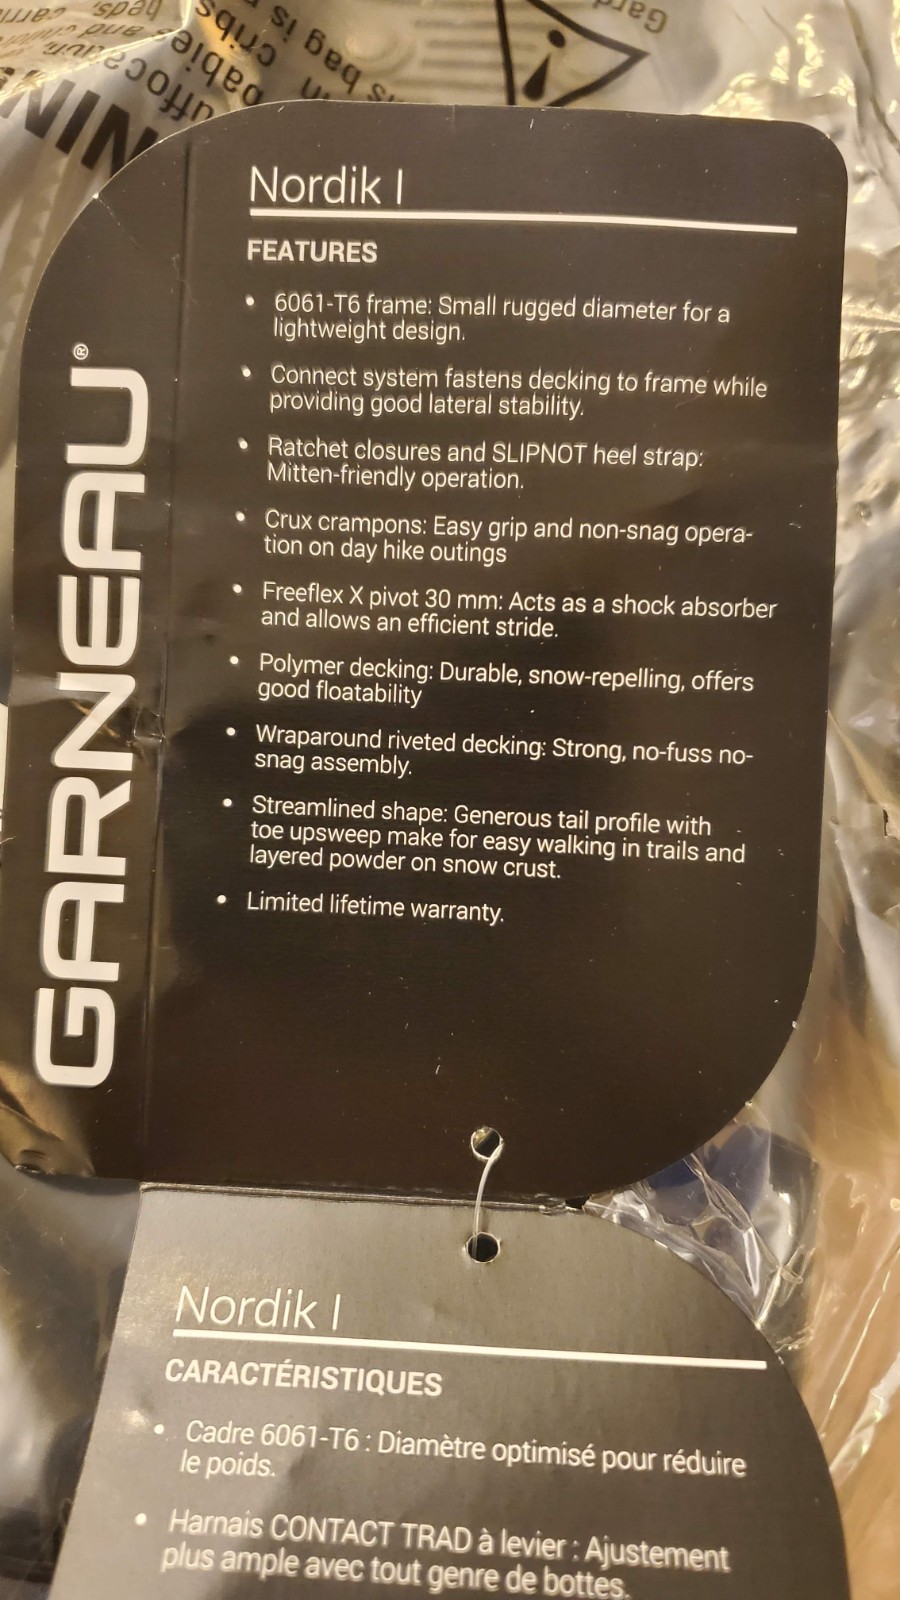 Nordik I
FEATURES
• 6061-T6 frame: Small rugged diameter for a
lightweight design.
• Connect system fastens decking to frame while
providing good lateral stability.
• Ratchet closures and SLIPNOT heel strap:
Mitten-friendly operation.
• Crux crampons: Easy grip and non-snag opera-
tion on day hike outings
• Freeflex X pivot 30 mm: Acts as a shock absorber
and allows an efficient stride.
• Polymer decking: Durable, snow-repelling, offers
good floatability
• Wraparound riveted decking: Strong, no-fuss no-
snag assembly.
• Streamlined shape: Generous tail profile with
toe upsweep make for easy walking in trails and
layered powder on snow crust.
• Limited lifetime warranty.
GARNEAU®
Nordik I
CARACTÉRISTIQUES
• Cadre 6061-T6 : Diamètre optimisé pour réduire
le poids.
• Harnais CONTACT TRAD à levier : Ajustement
plus ample avec tout genre de bottes.
bag is
cribs
babies